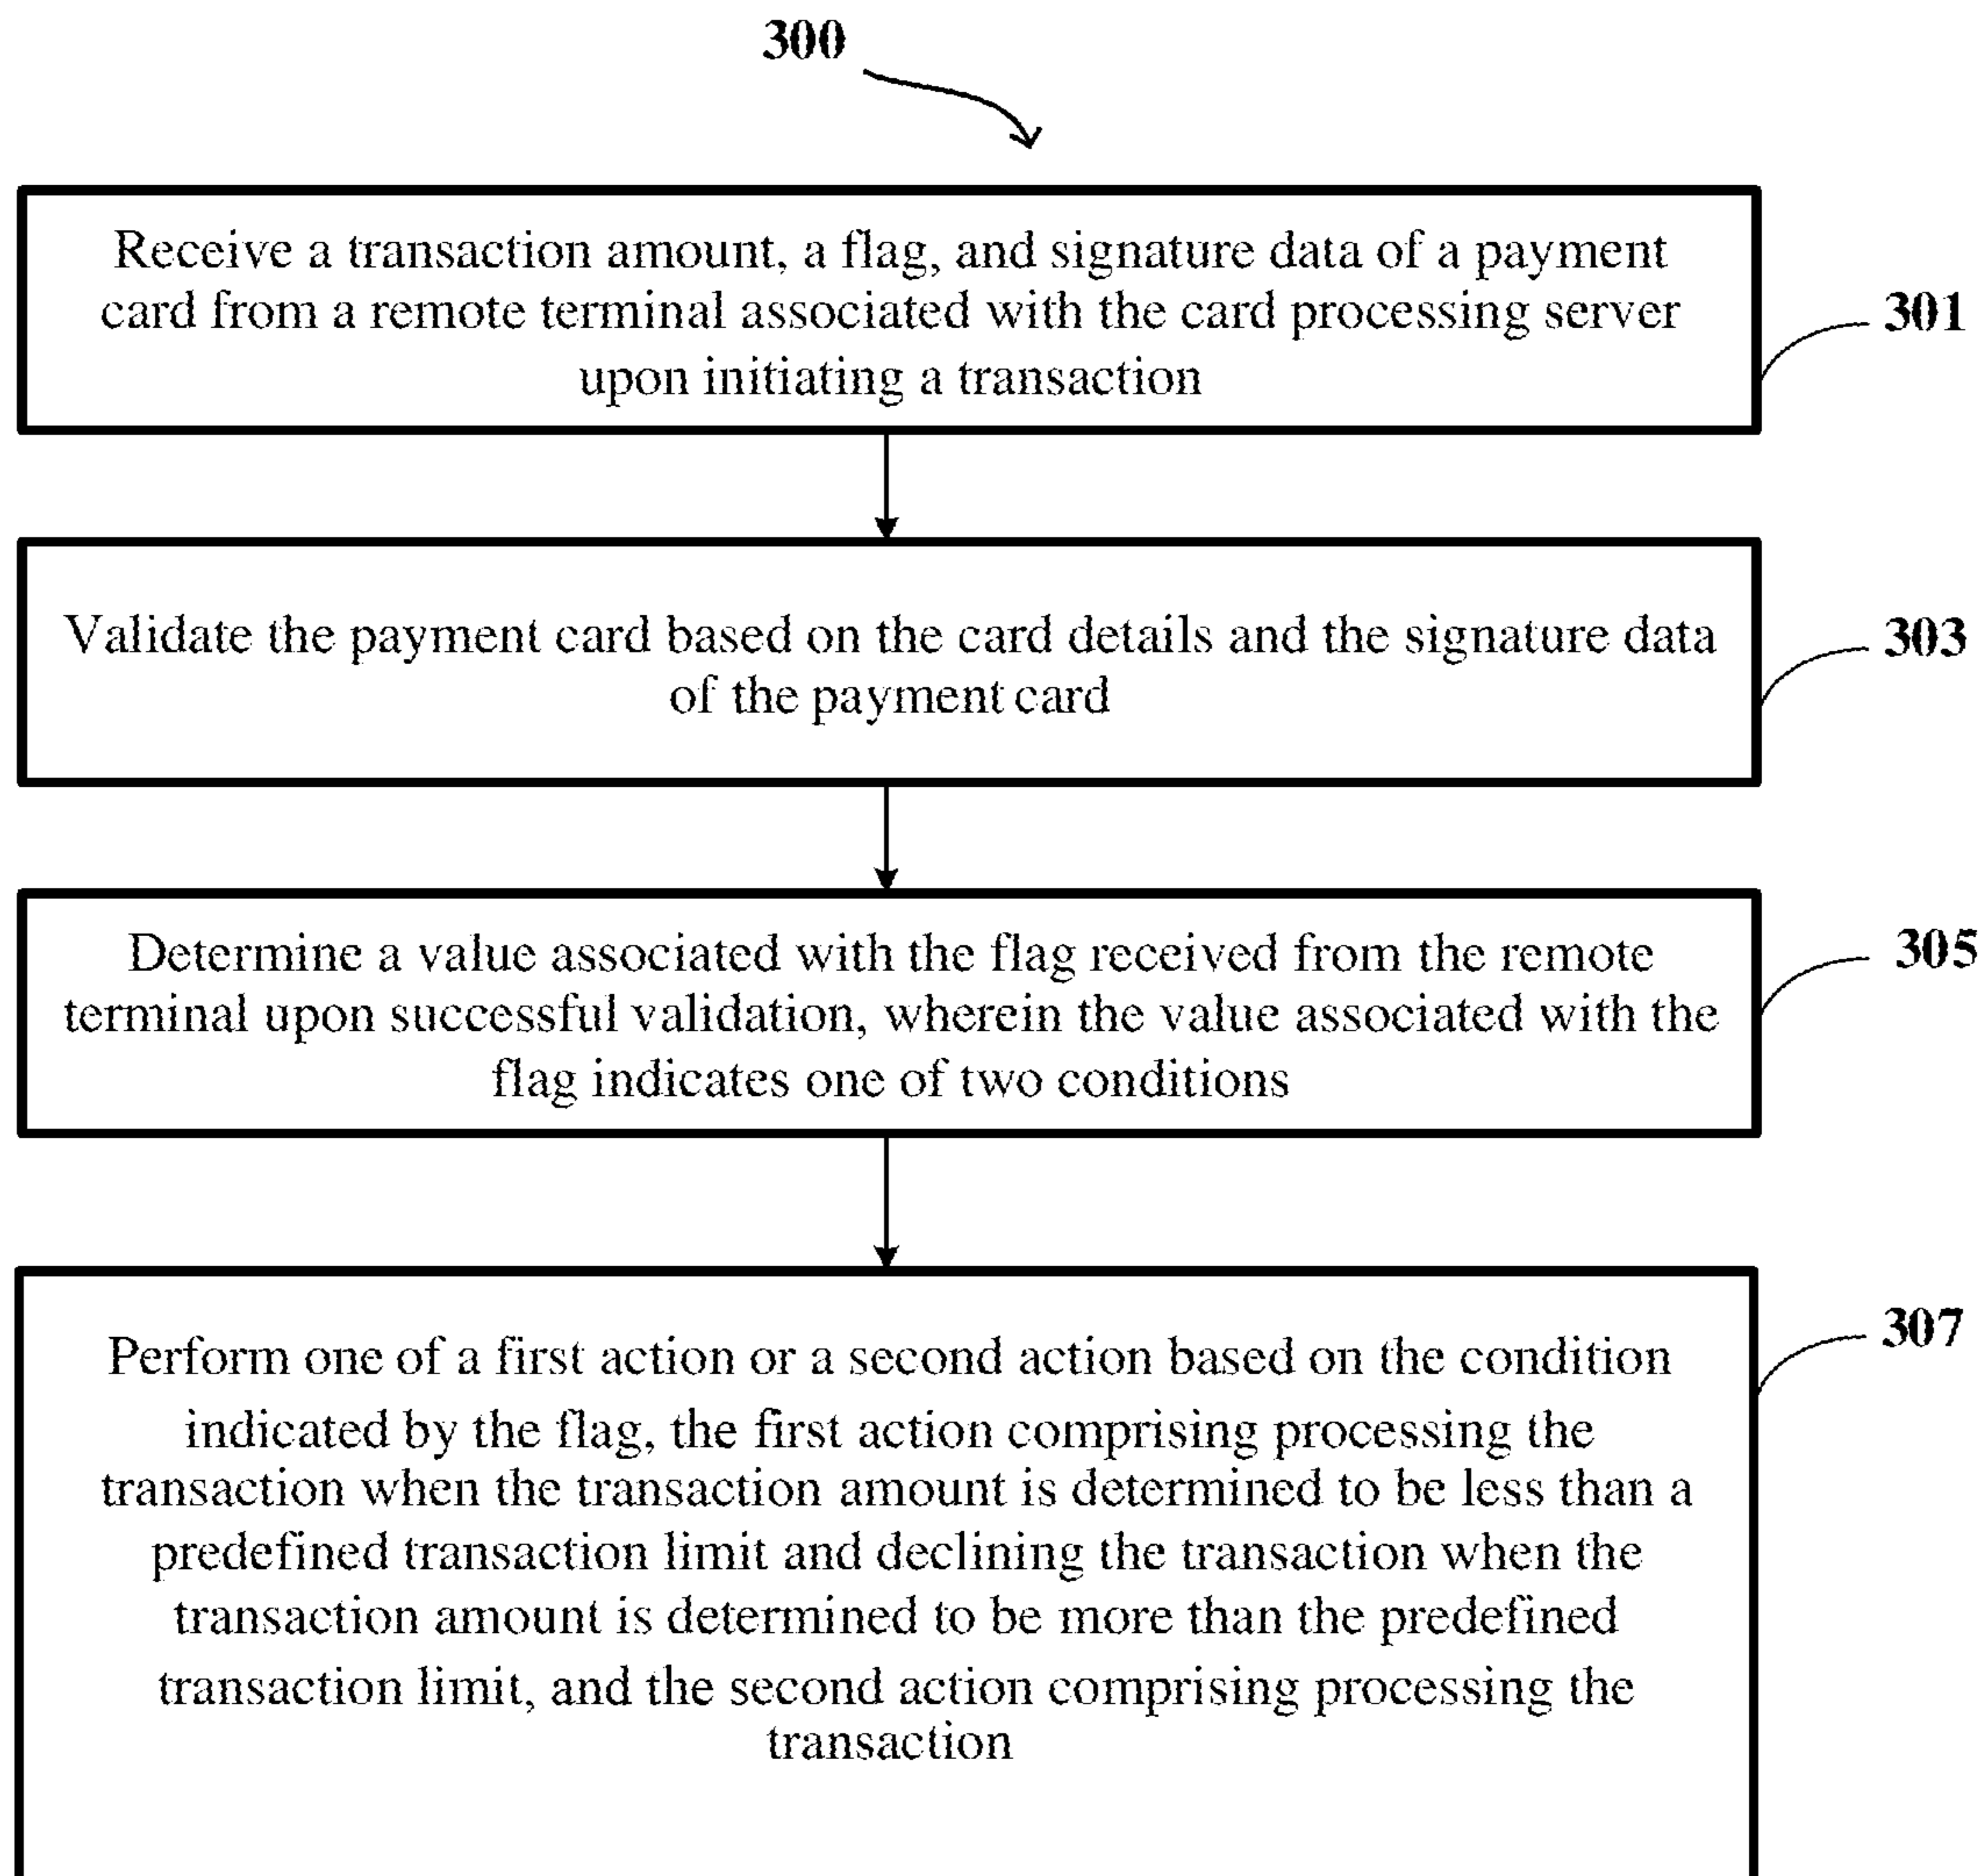 300
Receive a transaction amount, a flag, and signature data of a payment
card from a remote terminal associated with the card processing server
upon initiating a transaction
301
Validate the payment card based on the card details and the signature data
of the payment card
303
Determine a value associated with the flag received from the remote
terminal upon successful validation, wherein the value associated with the
flag indicates one of two conditions
305
Perform one of a first action or a second action based on the condition
indicated by the flag, the first action comprising processing the
transaction when the transaction amount is determined to be less than a
predefined transaction limit and declining the transaction when the
transaction amount is determined to be more than the predefined
transaction limit, and the second action comprising processing the
transaction
307